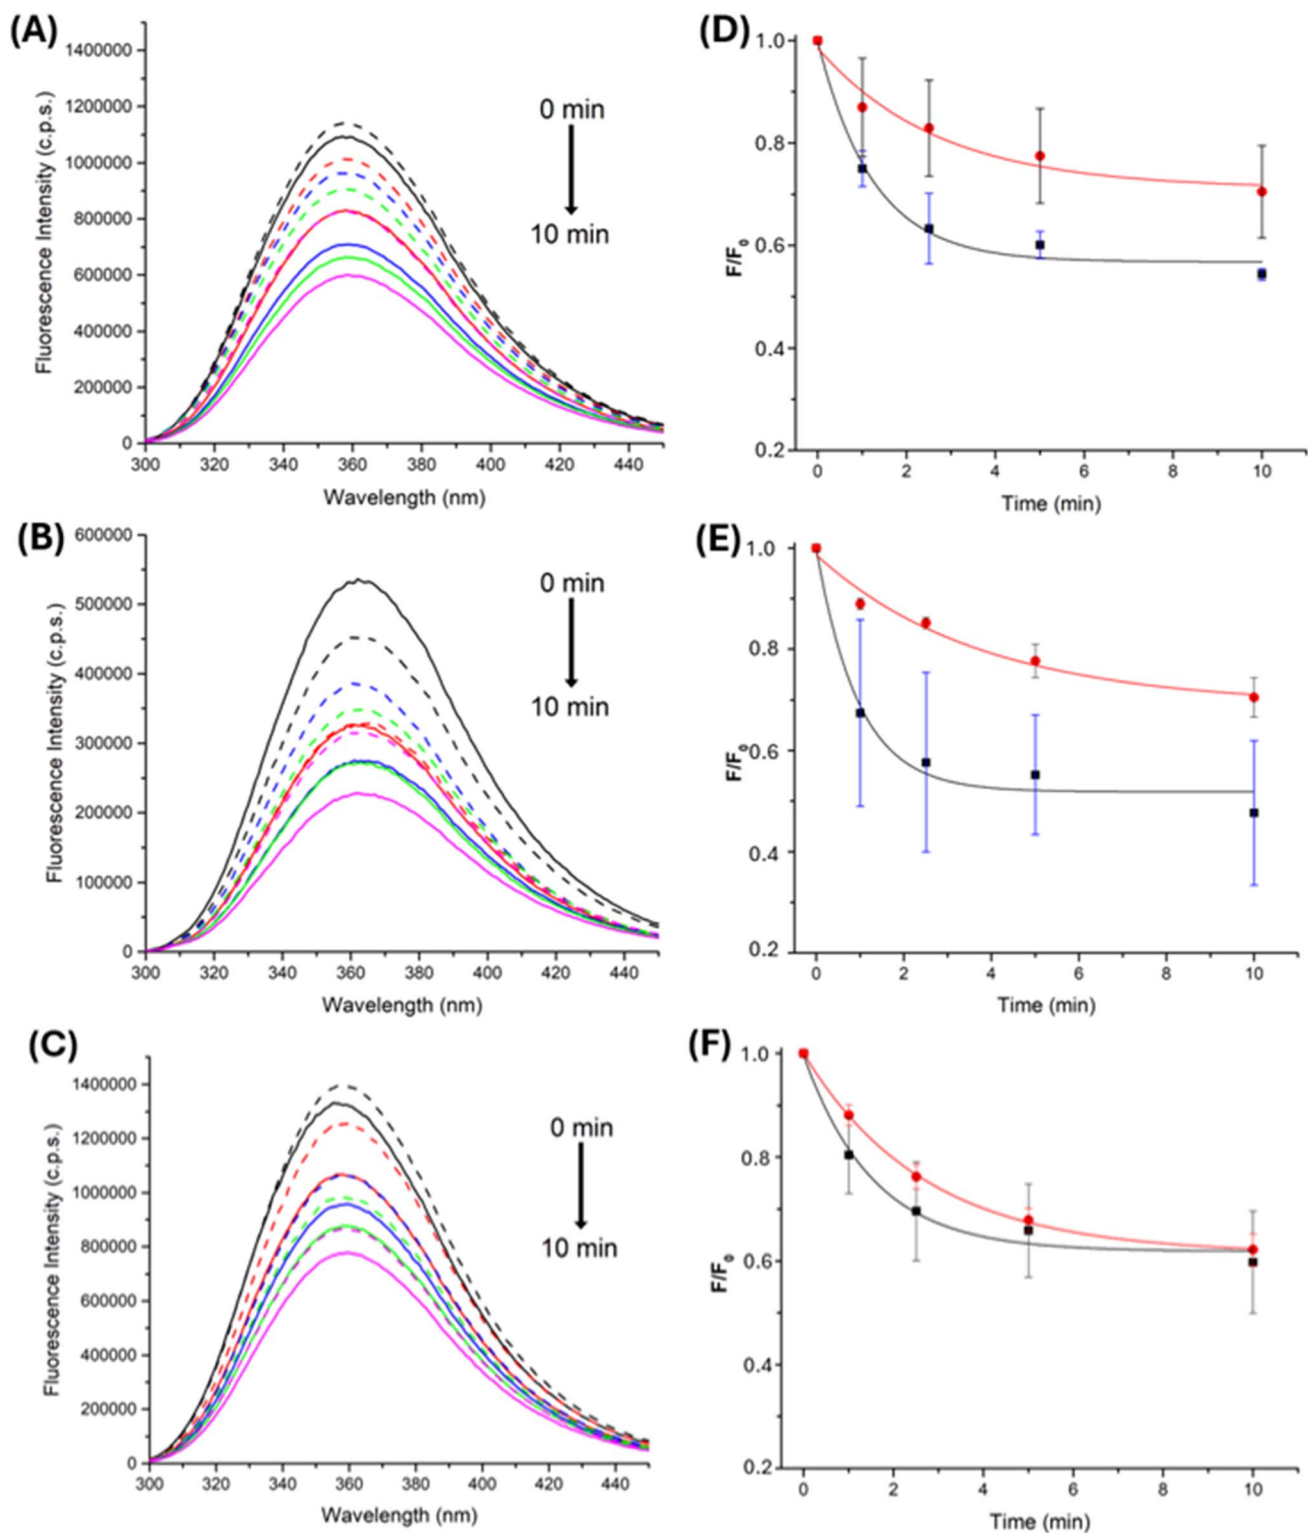 (A)
1400000
1200000
1000000
800000
600000
400000
200000
0
Fluorescence Intensity (c.p.s.)
0 min
10 min
300 320 340 360 380 400 420 440
Wavelength (nm)
(D)
1.0
0.8
0.6
0.4
0.2
F/F₀
0 2 4 6 8 10
Time (min)
(B)
600000
500000
400000
300000
200000
100000
0
Fluorescence Intensity (c.p.s.)
0 min
10 min
300 320 340 360 380 400 420 440
Wavelength (nm)
(E)
1.0
0.8
0.6
0.4
0.2
F/F₀
0 2 4 6 8 10
Time (min)
(C)
1400000
1200000
1000000
800000
600000
400000
200000
0
Fluorescence Intensity (c.p.s.)
0 min
10 min
300 320 340 360 380 400 420 440
Wavelength (nm)
(F)
1.0
0.8
0.6
0.4
0.2
F/F₀
0 2 4 6 8 10
Time (min)